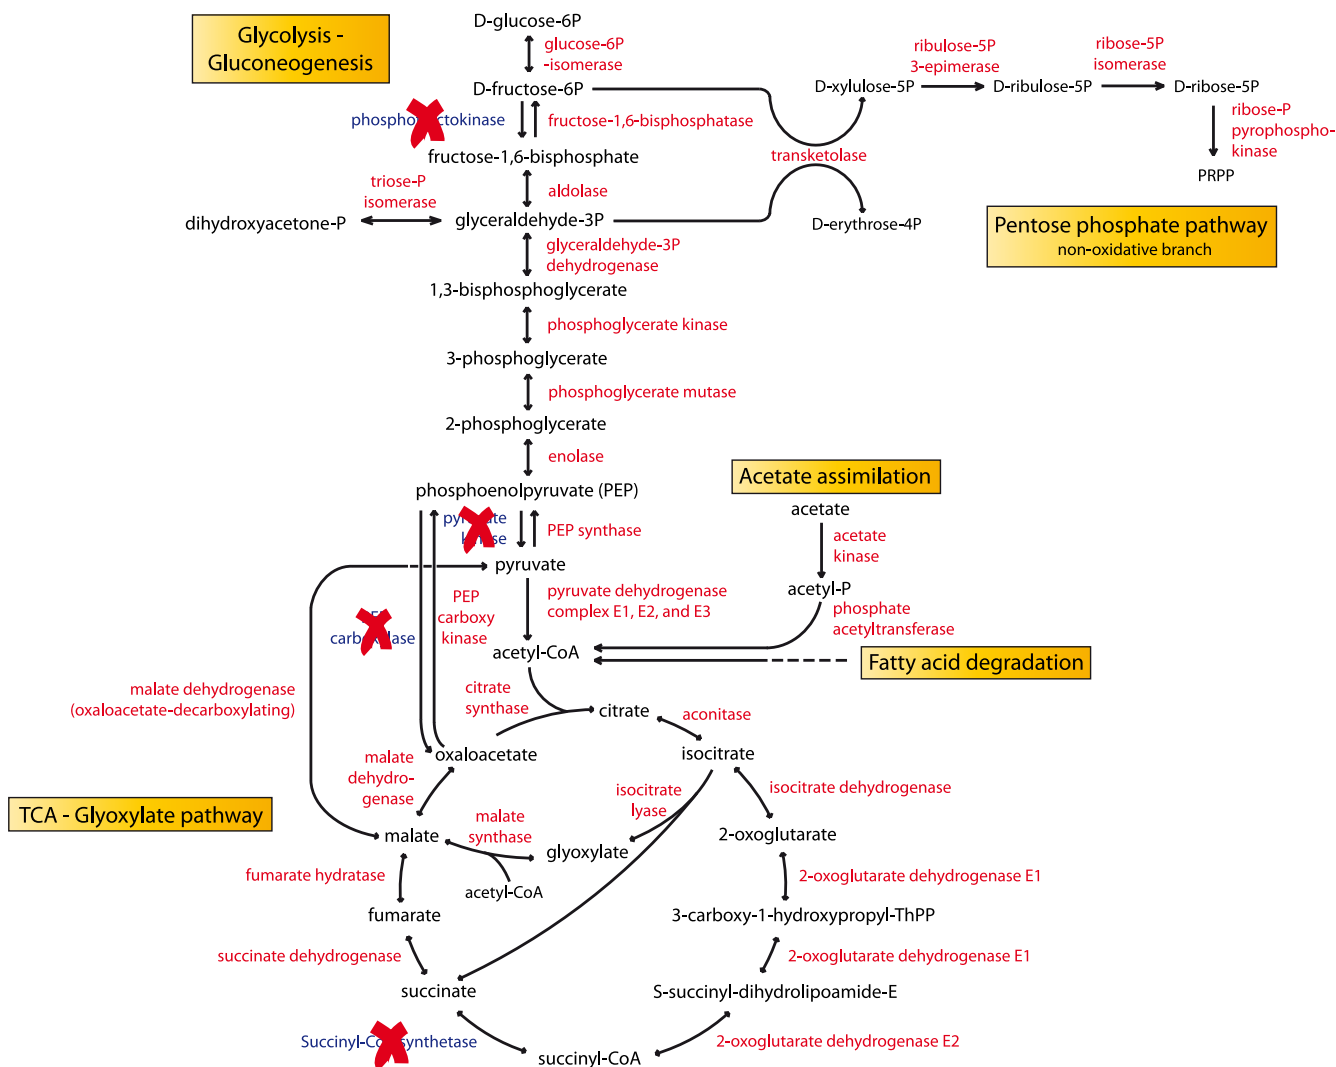 Glycolysis -
Gluconeogenesis
D-glucose-6P
glucose-6P
-isomerase
D-fructose-6P
fructose-1,6-bisphosphatase
fructose-1,6-bisphosphate
triose-P
isomerase
aldolase
dihydroxyacetone-P
glyceraldehyde-3P
glyceraldehyde-3P
dehydrogenase
1,3-bisphosphoglycerate
phosphoglycerate kinase
3-phosphoglycerate
phosphoglycerate mutase
2-phosphoglycerate
enolase
phosphoenolpyruvate (PEP)
PEP synthase
pyruvate
transketolase
D-xylulose-5P
ribulose-5P
3-epimerase
D-ribulose-5P
ribose-5P
isomerase
D-ribose-5P
ribose-P
pyrophospho-
kinase
PRPP
D-erythrose-4P
Pentose phosphate pathway
non-oxidative branch
Acetate assimilation
acetate
acetate
kinase
acetyl-P
phosphate
acetyltransferase
Fatty acid degradation
pyruvate dehydrogenase
complex E1, E2, and E3
PEP
carboxy
kinase
acetyl-CoA
malate dehydrogenase
(oxaloacetate-decarboxylating)
citrate
synthase
citrate
aconitase
oxaloacetate
isocitrate
malate
dehydro-
genase
isocitrate
lyase
isocitrate dehydrogenase
TCA - Glyoxylate pathway
malate
malate
synthase
glyoxylate
2-oxoglutarate
fumarate hydratase
acetyl-CoA
2-oxoglutarate dehydrogenase E1
fumarate
3-carboxy-1-hydroxypropyl-ThPP
succinate dehydrogenase
2-oxoglutarate dehydrogenase E1
succinate
S-succinyl-dihydrolipoamide-E
2-oxoglutarate dehydrogenase E2
succinyl-CoA